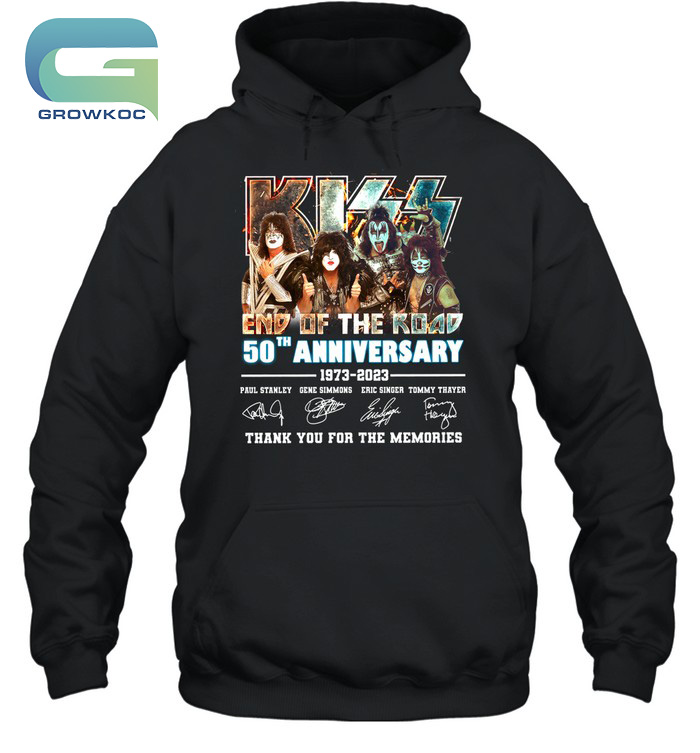 GROWKOC
KISS
END OF THE ROAD
50TH ANNIVERSARY
1973-2023
PAUL STANLEY GENE SIMMONS ERIC SINGER TOMMY THAYER
THANK YOU FOR THE MEMORIES